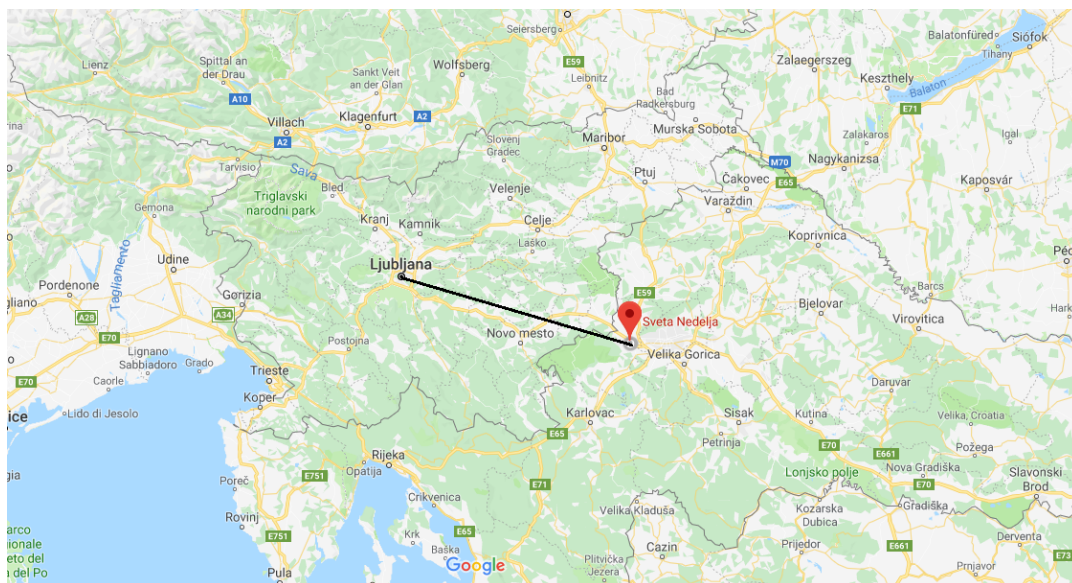 Seiersberg
E59
Balatonfüred
Tihany
Siófok
Lienz
Spittal an
der Drau
Wolfsberg
Sankt Veit
an der Glan
Leibnitz
Bad
Radkersburg
Zalaegerszeg
Keszthely
Balaton
E71
A10
Villach
Klagenfurt
A2
A2
Slovenj
Gradec
Maribor
Murska Sobota
Zalakaros
Igal
Tarvisio
Sava
Bled
Triglavski
narodni park
Velenje
Ptuj
M70
E65
Nagykanizsa
Čakovec
Kaposvár
Gemona
Kranj
Kamnik
Celje
Laško
Varaždin
Koprivnica
Tagliamento
Udine
Ljubljana
Pordenone
A28
E70
Gorizia
A34
E59
Sveta Nedelja
Bjelovar
Barcs
Virovitica
Lignano
Sabbiadoro
Grado
Postojna
Novo mesto
Velika Gorica
E70
Caorle
Trieste
Koper
Lido di Jesolo
Karlovac
E65
Sisak
Petrinja
Kutina
Daruvar
Velika, Croatia
Požega
E70
E661
Rijeka
Opatija
E751
Poreč
Crikvenica
E71
Lonjsko polje
Nova Gradiška
E70
Slavonski
Brod
Rovinj
E751
Krk
E65
Baška
Velika Kladuša
Kozarska
Dubica
Gradiška
Pula
Google
Plitvička
Jezera
Cazin
Prijedor
E661
Prnjavor
Derventa
E73